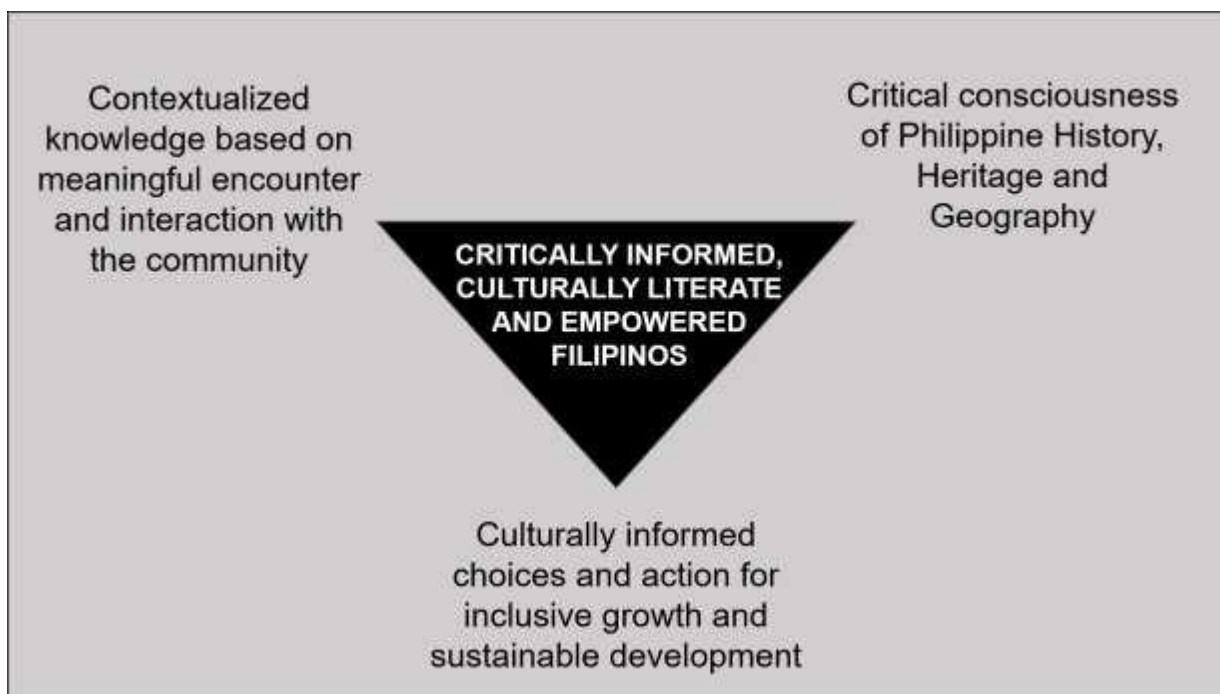 Contextualized
knowledge based on
meaningful encounter
and interaction with
the community
Critical consciousness
of Philippine History,
Heritage and
Geography
CRITICALLY INFORMED,
CULTURALLY LITERATE
AND EMPOWERED
FILIPINOS
Culturally informed
choices and action for
inclusive growth and
sustainable development